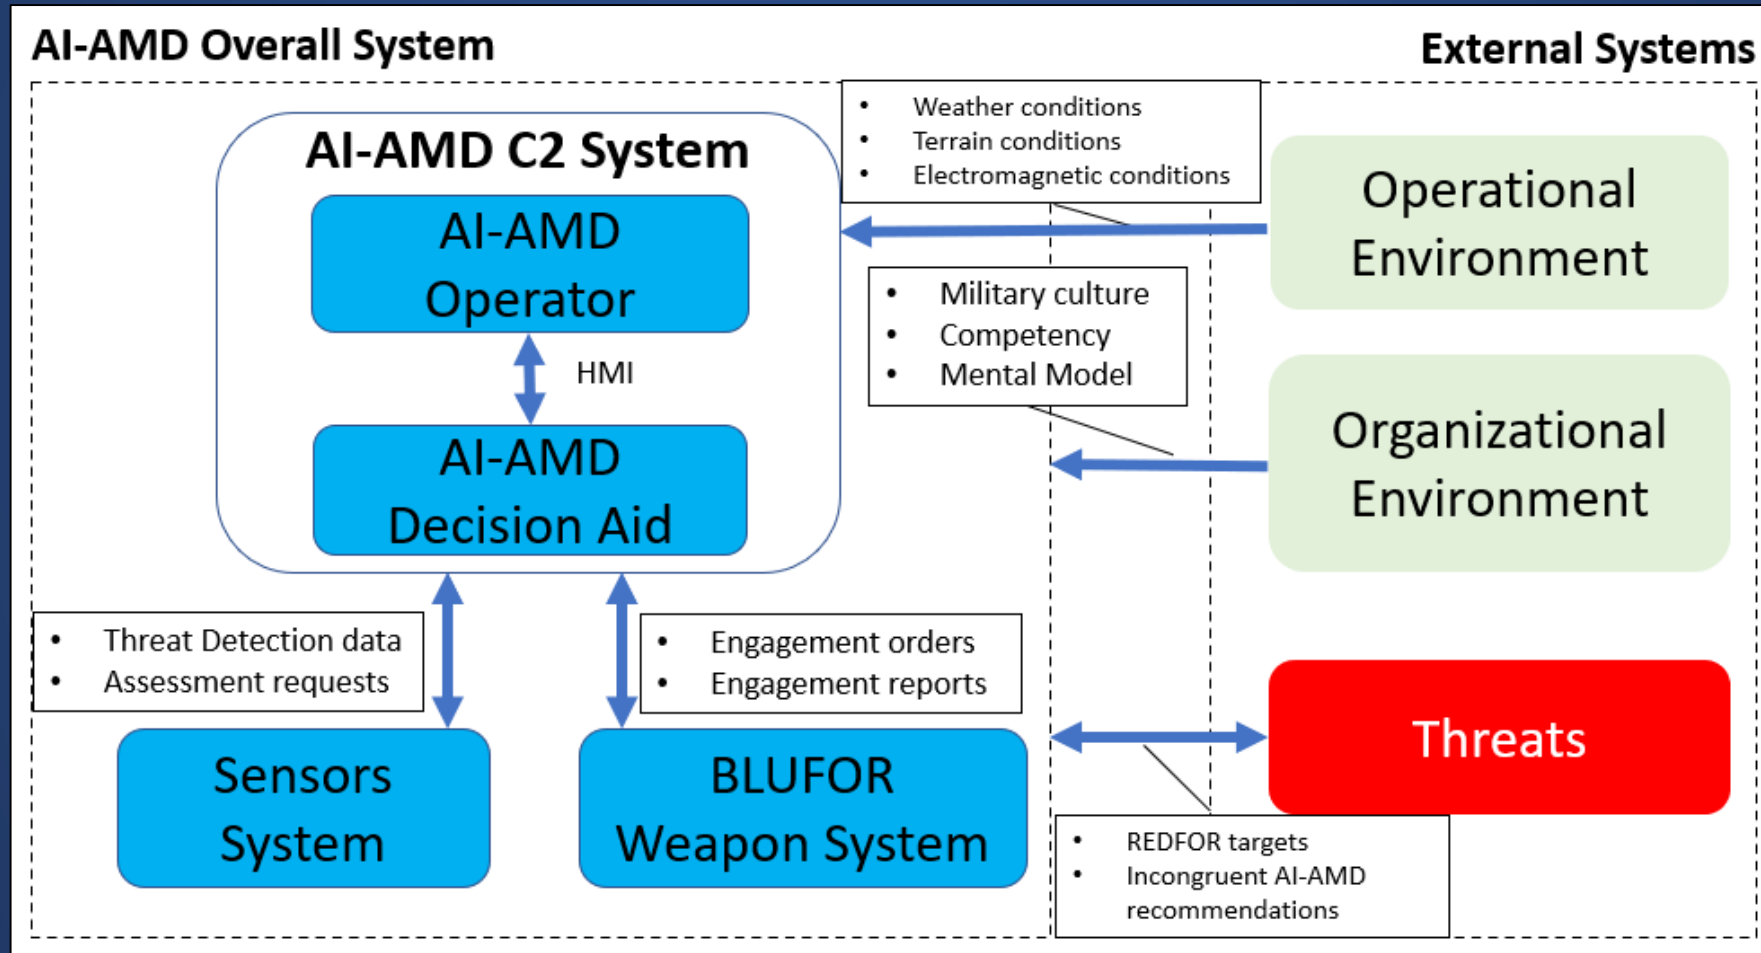 AI-AMD Overall System
External Systems
AI-AMD C2 System
AI-AMD
Operator
HMI
AI-AMD
Decision Aid
• Weather conditions
• Terrain conditions
• Electromagnetic conditions
Operational
Environment
• Military culture
• Competency
• Mental Model
Organizational
Environment
• Threat Detection data
• Assessment requests
• Engagement orders
• Engagement reports
Sensors
System
BLUFOR
Weapon System
Threats
• REDFOR targets
• Incongruent AI-AMD
recommendations